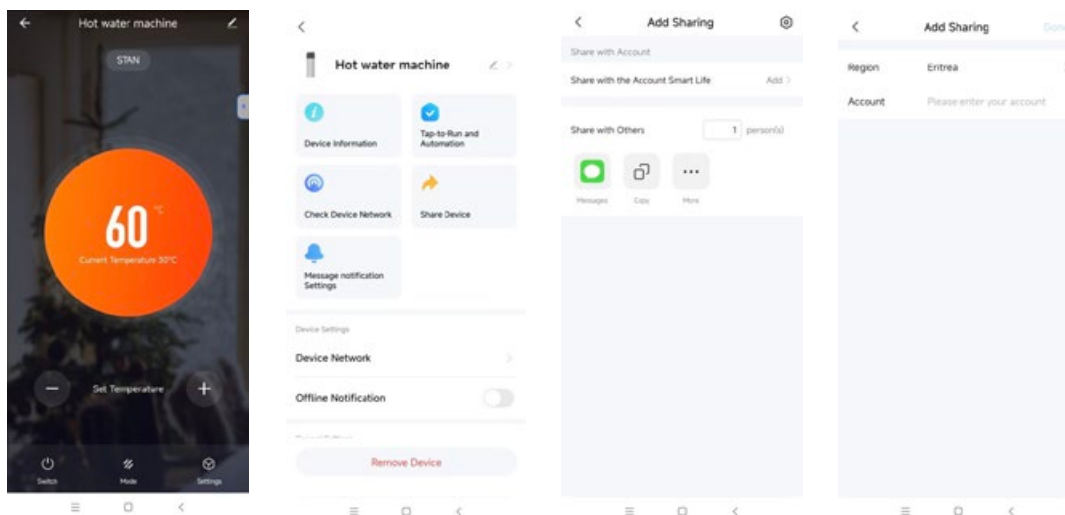 Hot water machine
STAN
60 °C
Current Temperature 30°C
Set Temperature
Switch
Mode
Settings
Hot water machine
Device Information
Tap-to-Run and
Automation
Check Device Network
Share Device
Message notification
Settings
Device Settings
Device Network
Offline Notification
Remove Device
Add Sharing
Share with Account
Share with the Account Smart Life
Add
Share with Others
1 person(s)
Messages
Copy
More
Add Sharing
Region
Eritrea
Account
Please enter your account